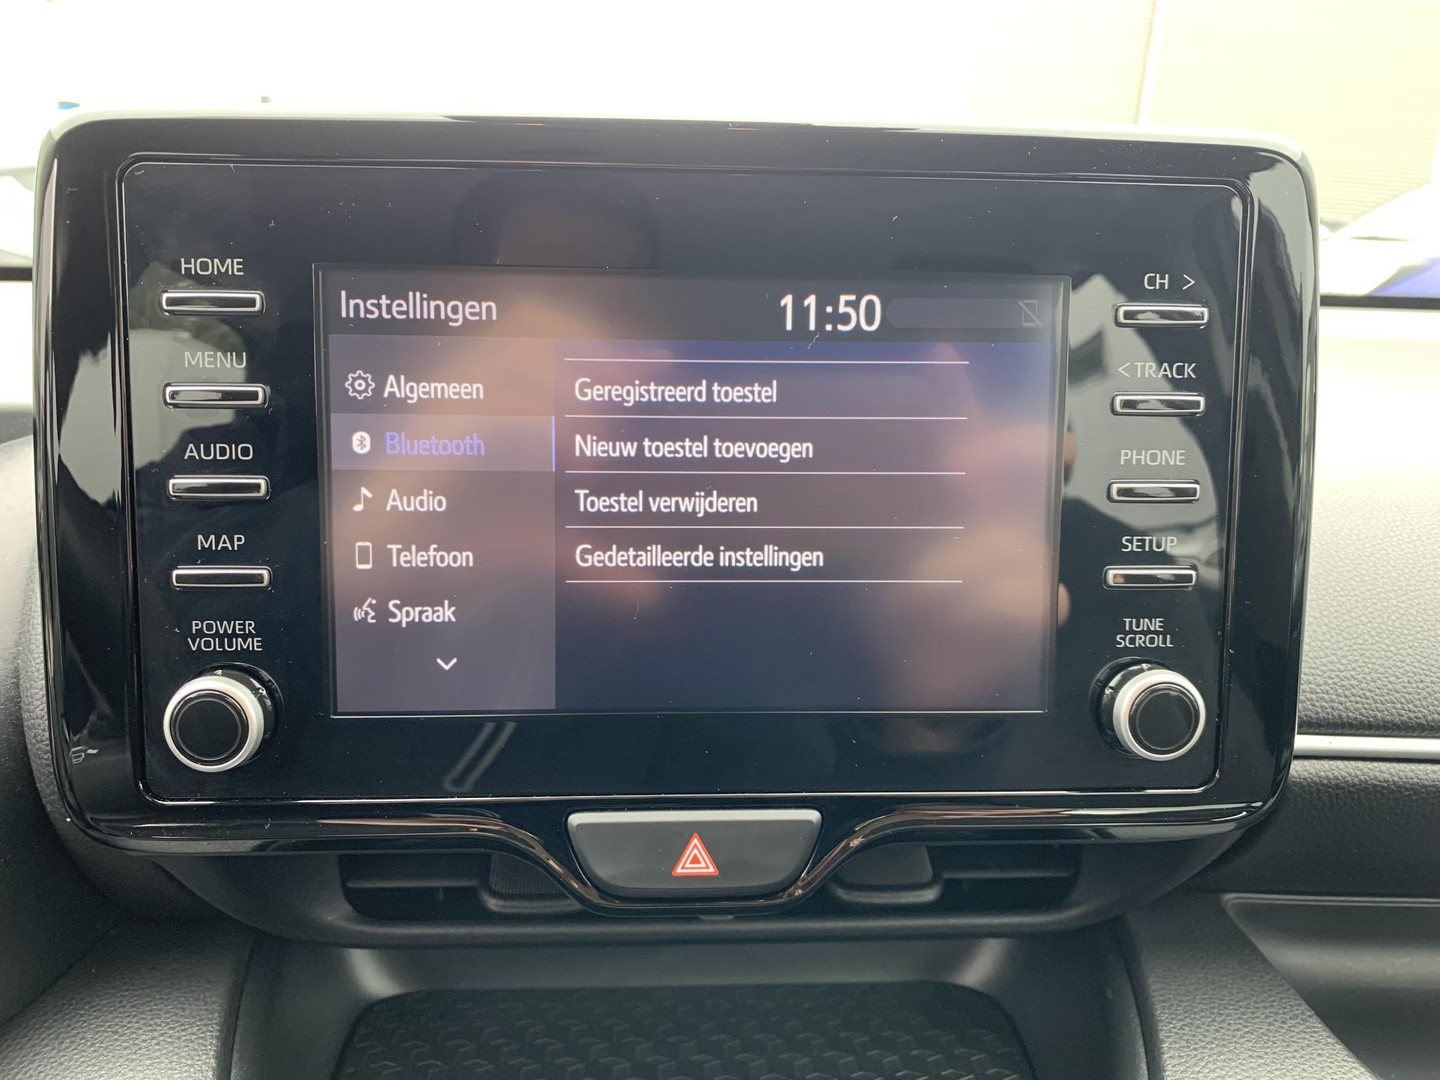 HOME
MENU
AUDIO
MAP
POWER
VOLUME
Instellingen
11:50
Algemeen
Bluetooth
Audio
Telefoon
Spraak
Geregistreerd toestel
Nieuw toestel toevoegen
Toestel verwijderen
Gedetailleerde instellingen
CH >
< TRACK
PHONE
SETUP
TUNE
SCROLL